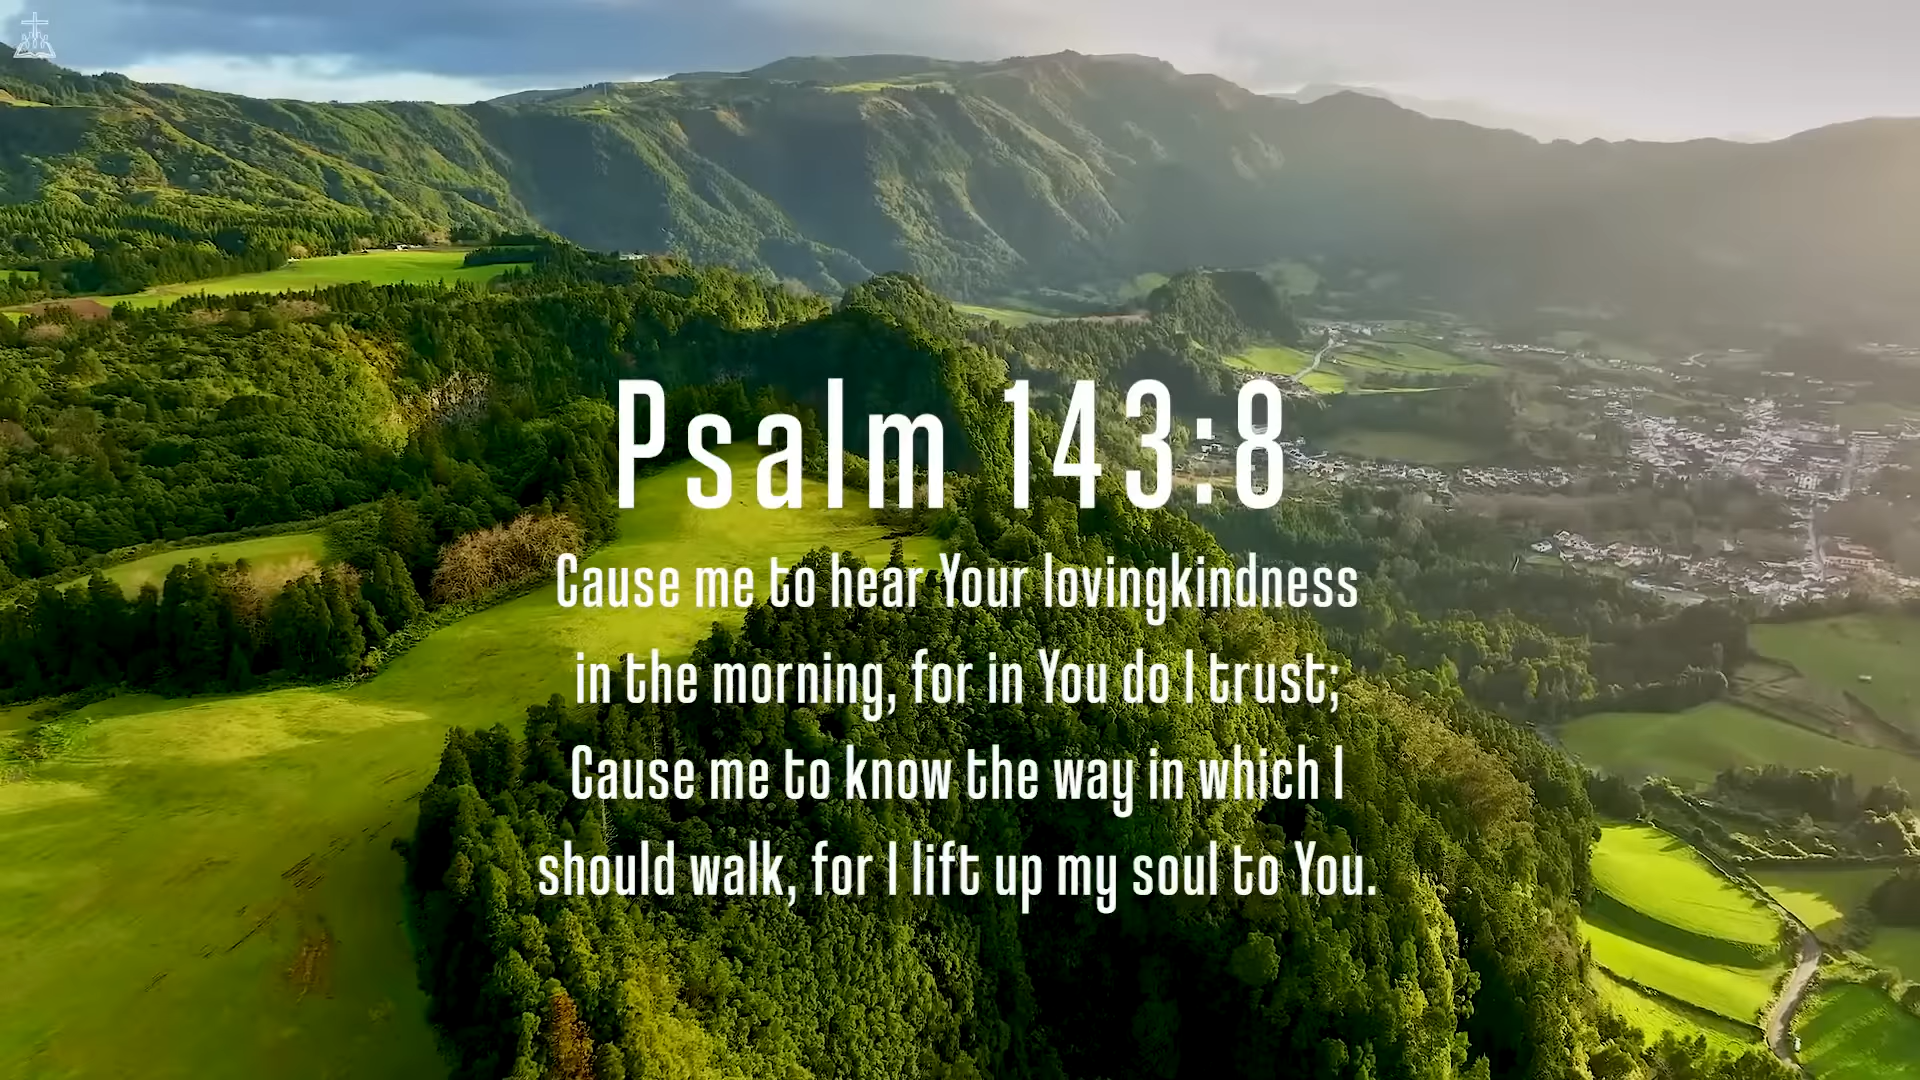 Psalm 143:8
Cause me to hear Your lovingkindness
in the morning, for in You do I trust;
Cause me to know the way in which I
should walk, for I lift up my soul to You.